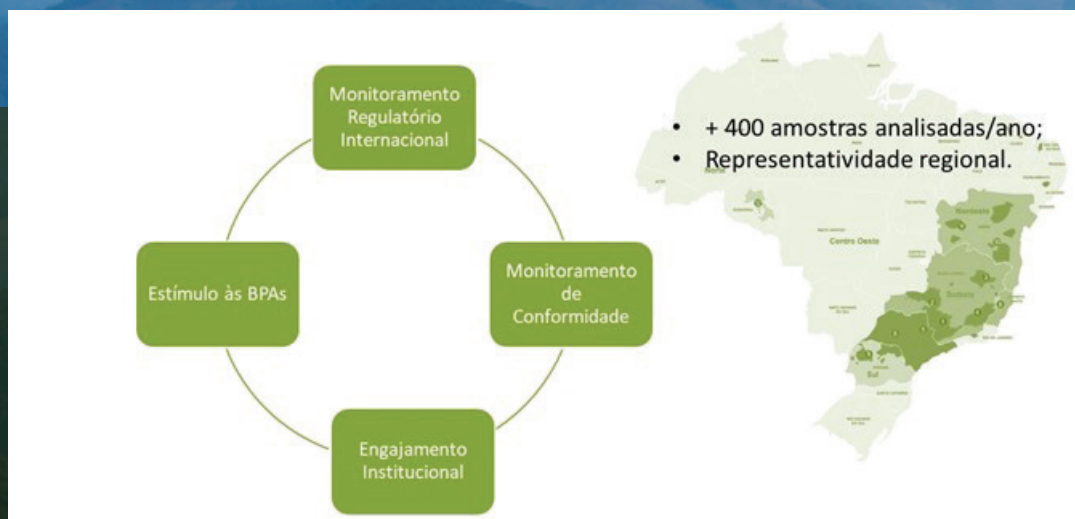 Monitoramento
Regulatório
Internacional
Estímulo às BPAs
Monitoramento
de
Conformidade
Engajamento
Institucional
• + 400 amostras analisadas/ano;
• Representatividade regional.
Nordeste
Centro Oeste
Sul